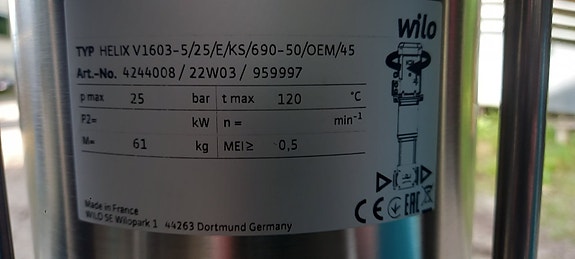 wilo
TYP HELIX V1603-5/25/E/KS/690-50/OEM/45
Art.-No. 4244008 / 22W03 / 959997
p max 25 bar t max 120 °C
P2= kW n = min-1
M= 61 kg MEI≥ 0,5
Made in France
WILO SE Wilopark 1 44263 Dortmund Germany
CE EAC